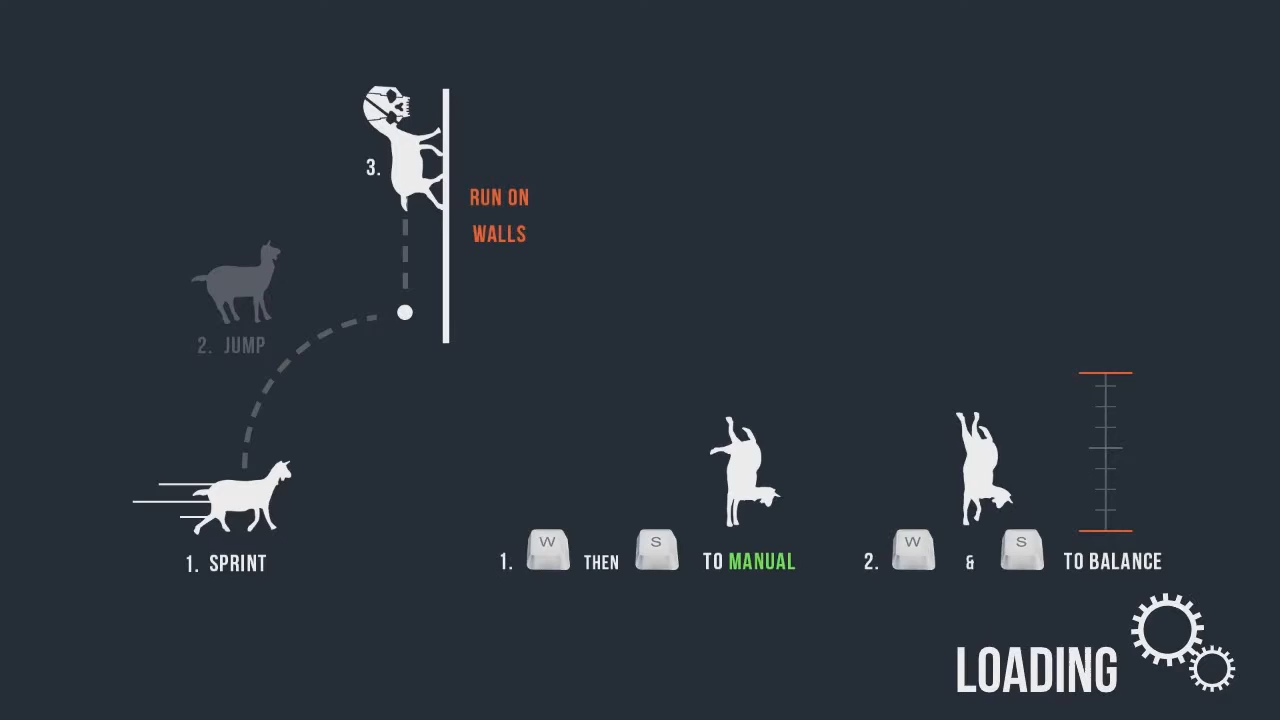 3.
RUN ON
WALLS
2. JUMP
1. SPRINT
1. W THEN S TO MANUAL
2. W & S TO BALANCE
LOADING